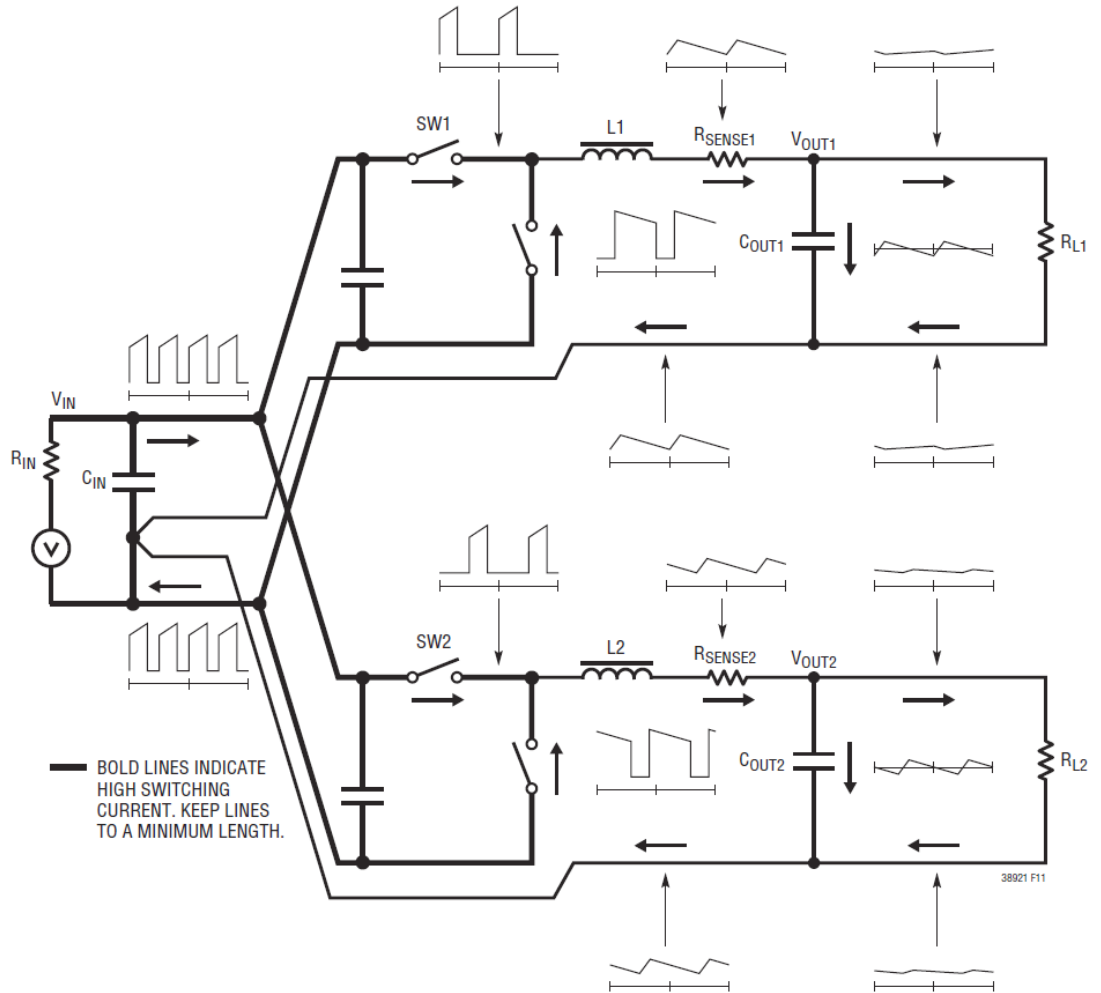 SW1
L1
RSENSE1
VOUT1
COUT1
RL1
VIN
RIN
CIN
V
SW2
L2
RSENSE2
VOUT2
COUT2
RL2
BOLD LINES INDICATE
HIGH SWITCHING
CURRENT. KEEP LINES
TO A MINIMUM LENGTH.
38921 F11